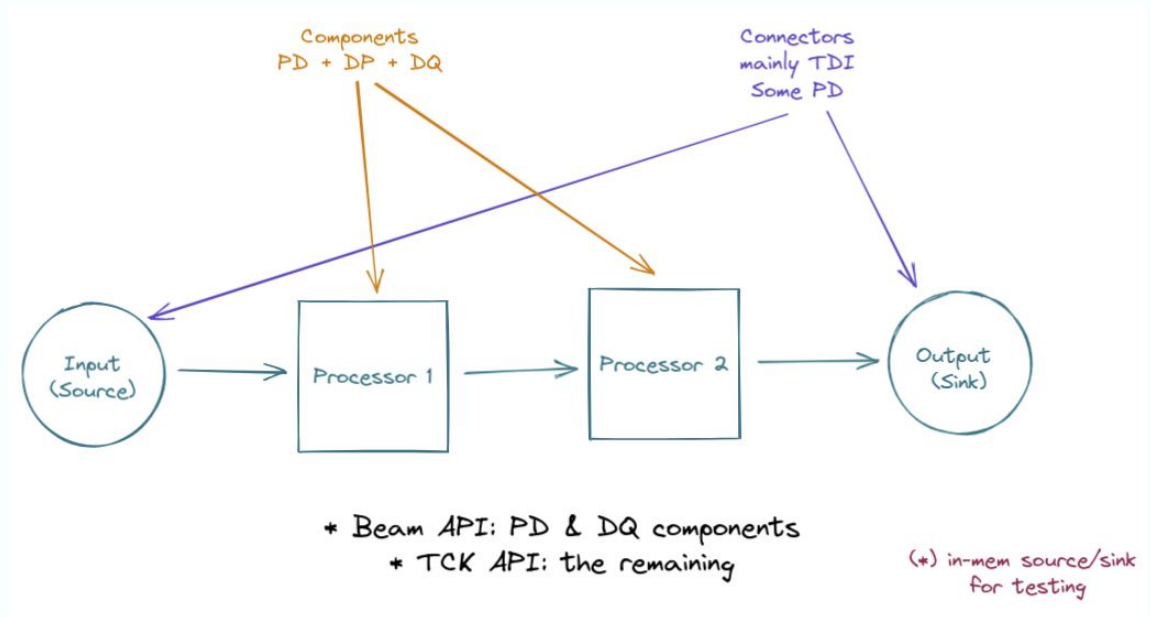 Components
PD + DP + DQ
Connectors
mainly TDI
Some PD
Input
(Source)
Processor 1
Processor 2
Output
(Sink)
* Beam API: PD & DQ components
* TCK API: the remaining
(*) in-mem source/sink
for testing